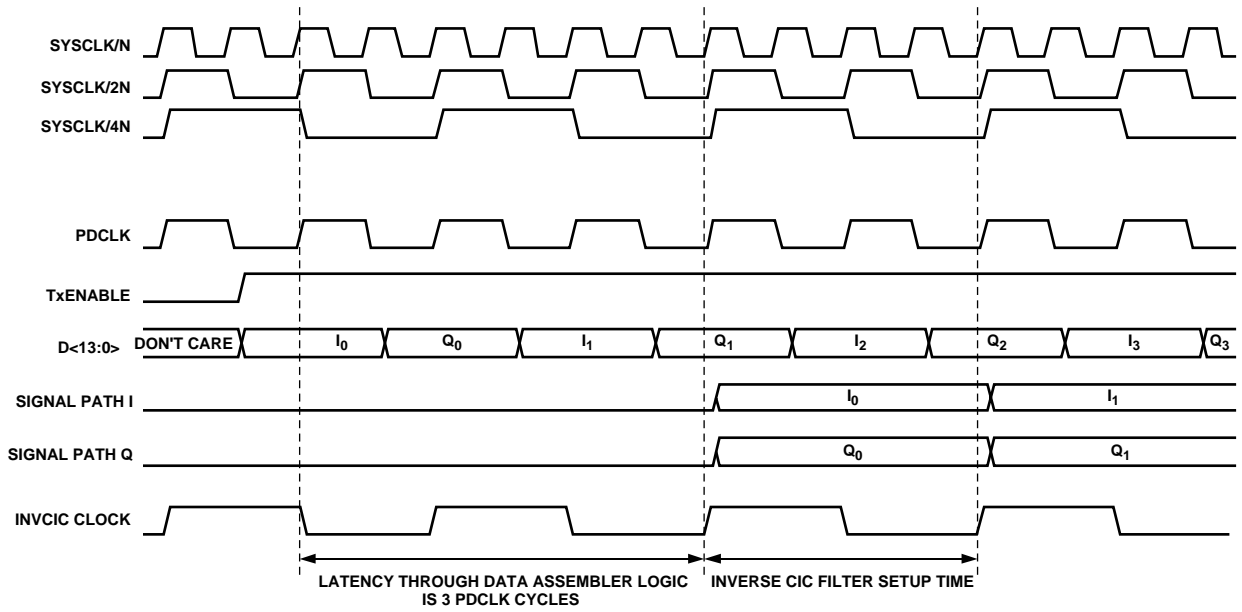 SYSCLK/N
SYSCLK/2N
SYSCLK/4N
PDCLK
TxENABLE
D<13:0> DON'T CARE I0 Q0 I1 Q1 I2 Q2 I3 Q3
SIGNAL PATH I I0 I1
SIGNAL PATH Q Q0 Q1
INVCIC CLOCK
LATENCY THROUGH DATA ASSEMBLER LOGIC
IS 3 PDCLK CYCLES
INVERSE CIC FILTER SETUP TIME